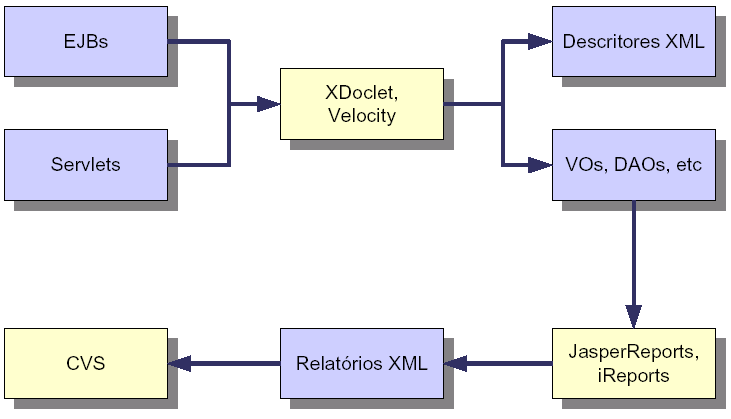 EJBs
Descritores XML
XDoclet,
Velocity
Servlets
VOs, DAOs, etc
CVS
Relatórios XML
JasperReports,
iReports